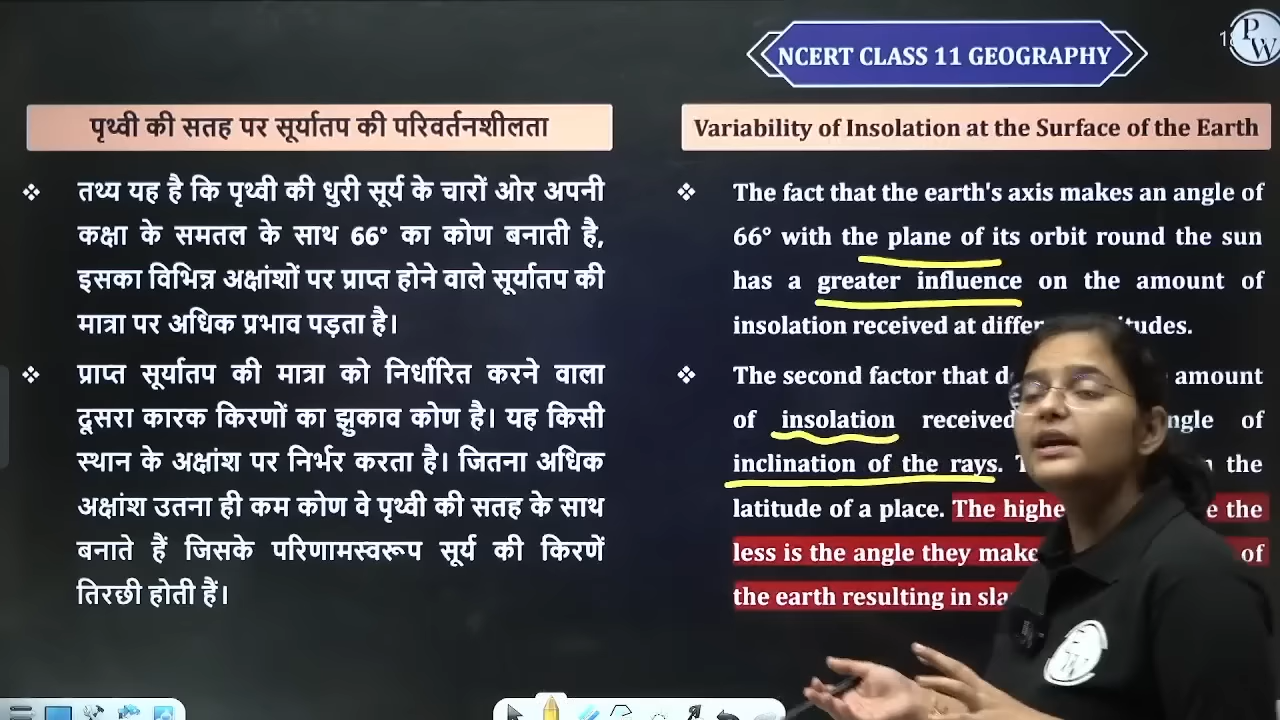 NCERT CLASS 11 GEOGRAPHY
PW
पृथ्वी की सतह पर सूर्यातप की परिवर्तनशीलता
❖ तथ्य यह है कि पृथ्वी की धुरी सूर्य के चारों ओर अपनी
कक्षा के समतल के साथ 66° का कोण बनाती है,
इसका विभिन्न अक्षांशों पर प्राप्त होने वाले सूर्यातप की
मात्रा पर अधिक प्रभाव पड़ता है।
❖ प्राप्त सूर्यातप की मात्रा को निर्धारित करने वाला
दूसरा कारक किरणों का झुकाव कोण है। यह किसी
स्थान के अक्षांश पर निर्भर करता है। जितना अधिक
अक्षांश उतना ही कम कोण वे पृथ्वी की सतह के साथ
बनाते हैं जिसके परिणामस्वरूप सूर्य की किरणें
तिरछी होती हैं।
Variability of Insolation at the Surface of the Earth
❖ The fact that the earth's axis makes an angle of
66° with the plane of its orbit round the sun
has a greater influence on the amount of
insolation received at
The second factor that amount
of insolation received of
inclination of the rays. the
latitude of a place. The the
less is the angle they make of
the earth resulting in
PW